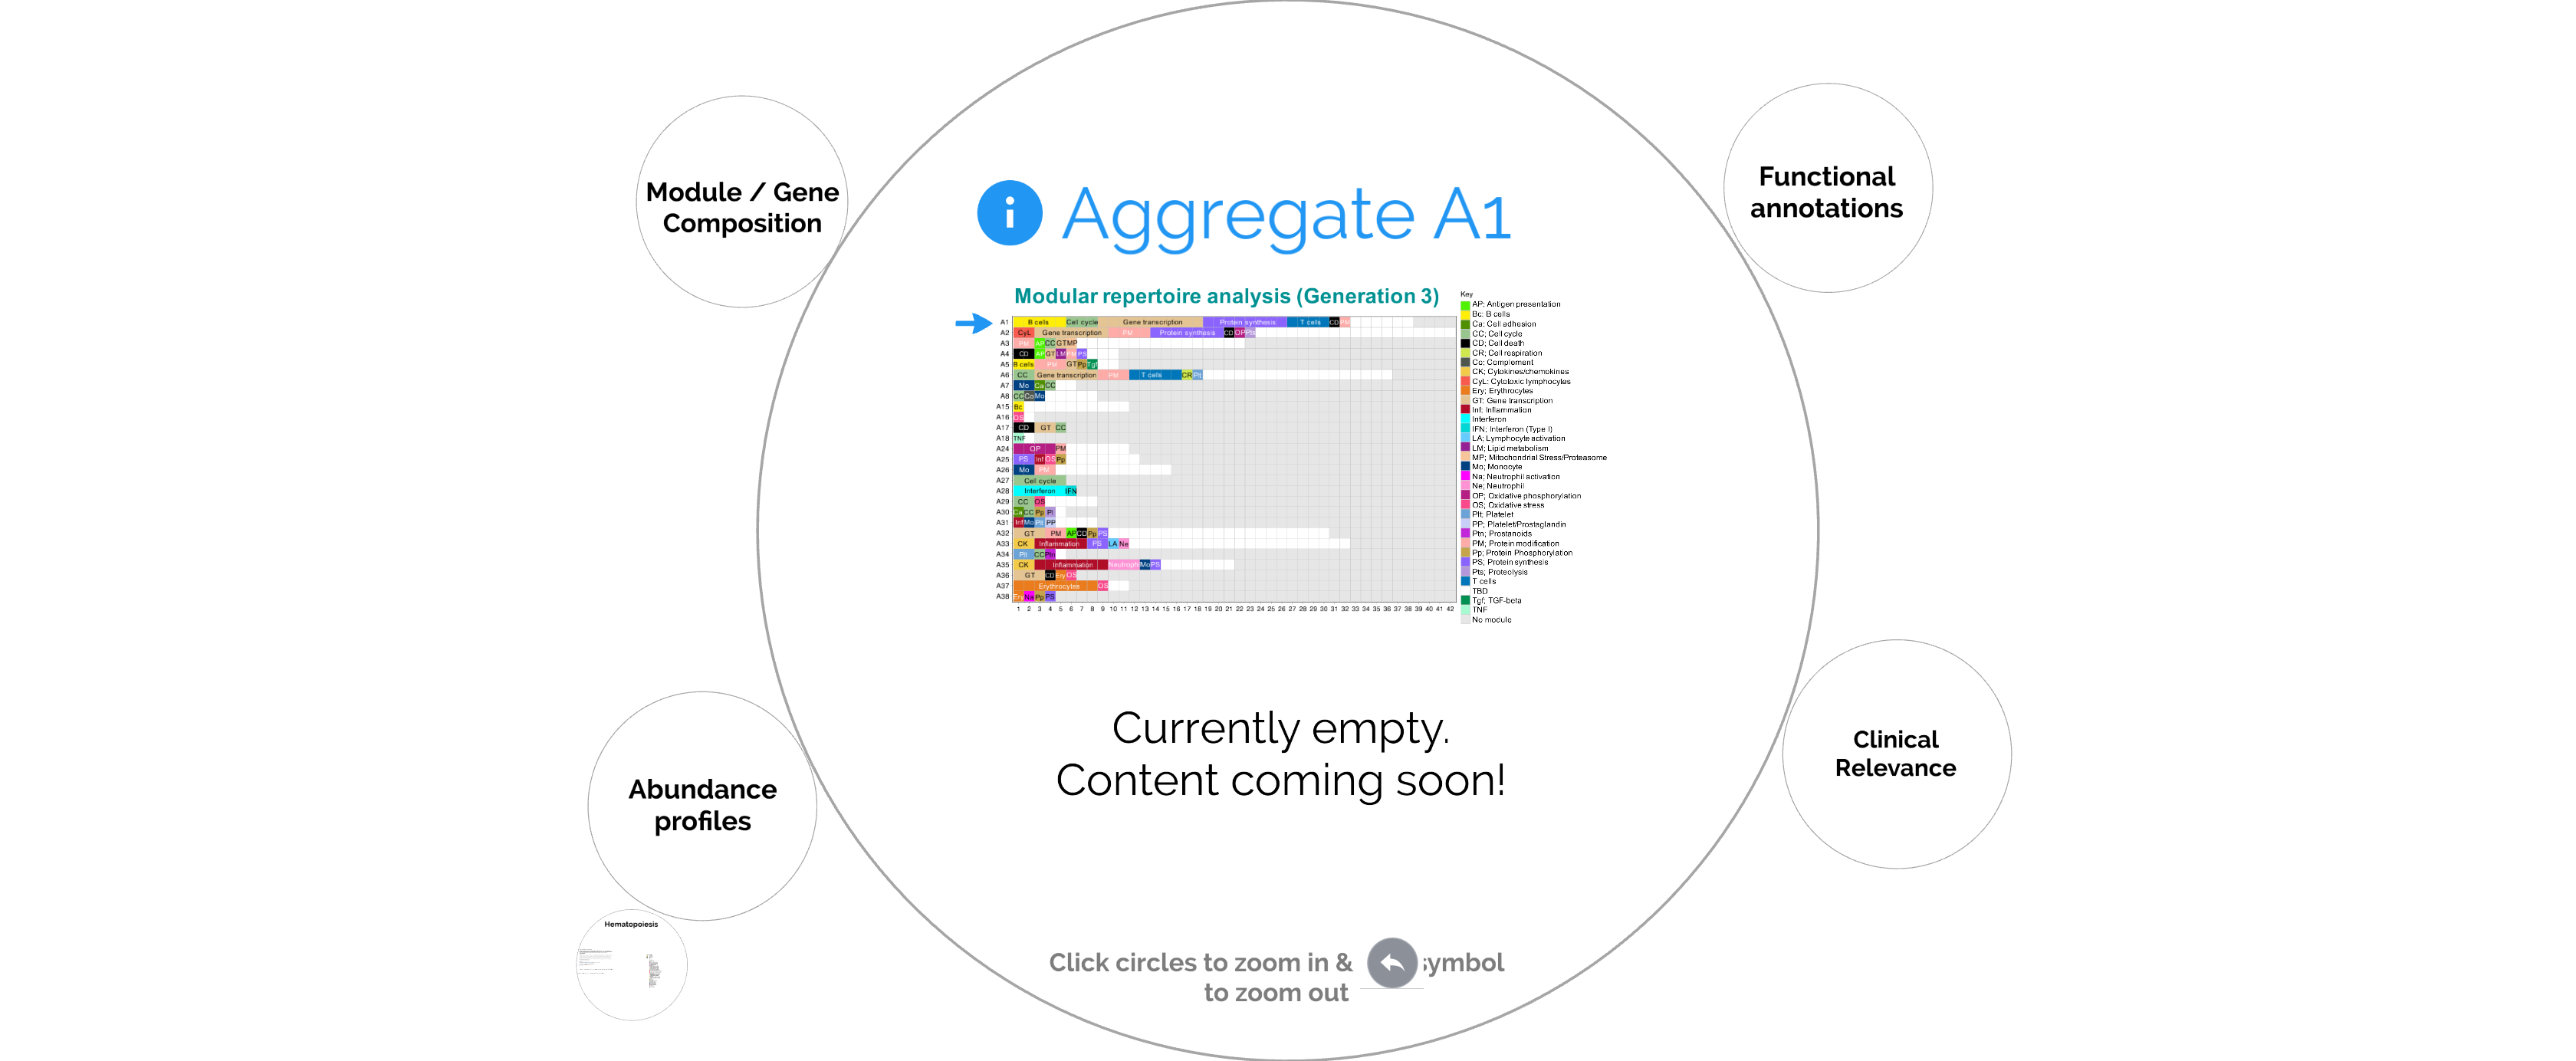 Module / Gene
Composition
Functional
annotations
i Aggregate A1
Modular repertoire analysis (Generation 3)
A1 B cells Cell cycle Gene transcription Protein synthesis T cells CD PM
A2 CyL Gene transcription PM Protein synthesis CD OP Pts
A3 PM AP CC GT MP
A4 CD AP GT LM PM PS
A5 B cells PM GT Pp Tgf
A6 CC Gene transcription PM T cells CR Plt
A7 Mo Ca CC
A8 CC Co Mo
A15 Bc
A16 OS
A17 CD GT CC
A18 TNF
A24 OP PM
A25 PS Inf OS Pp
A26 Mo PM
A27 Cell cycle
A28 Interferon IFN
A29 CC OS
A30 Ca CC Pp Pl
A31 Inf Mo Pl PP
A32 GT PM AP CD Pp PS
A33 CK Inflammation PS LA Ne
A34 Plt CC Ptn
A35 CK Inflammation Neutroph Mo PS
A36 GT CD Ery OS
A37 Erythrocytes OS
A38 Ery Na Pp PS
1 2 3 4 5 6 7 8 9 10 11 12 13 14 15 16 17 18 19 20 21 22 23 24 25 26 27 28 29 30 31 32 33 34 35 36 37 38 39 40 41 42
Key
AP; Antigen presentation
Bc: B cells
Ca: Cell adhesion
CC; Cell cycle
CD; Cell death
CR; Cell respiration
Co: Complement
CK; Cytokines/chemokines
CyL: Cytotoxic lymphocytes
Ery; Erythrocytes
GT: Gene transcription
Inf: Inflammation
Interferon
IFN; Interferon (Type I)
LA; Lymphocyte activation
LM; Lipid metabolism
MP; Mitochondrial Stress/Proteasome
Mo; Monocyte
Na; Neutrophil activation
Ne; Neutrophil
OP; Oxidative phosphorylation
OS; Oxidative stress
Plt; Platelet
PP; Platelet/Prostaglandin
Ptn; Prostanoids
PM; Protein modification
Pp; Protein Phosphorylation
PS; Protein synthesis
Pts; Proteolysis
T cells
TBD
Tgf; TGF-beta
TNF
No module
Currently empty.
Content coming soon!
Abundance
profiles
Clinical
Relevance
Hematopoiesis
Click circles to zoom in & symbol
to zoom out